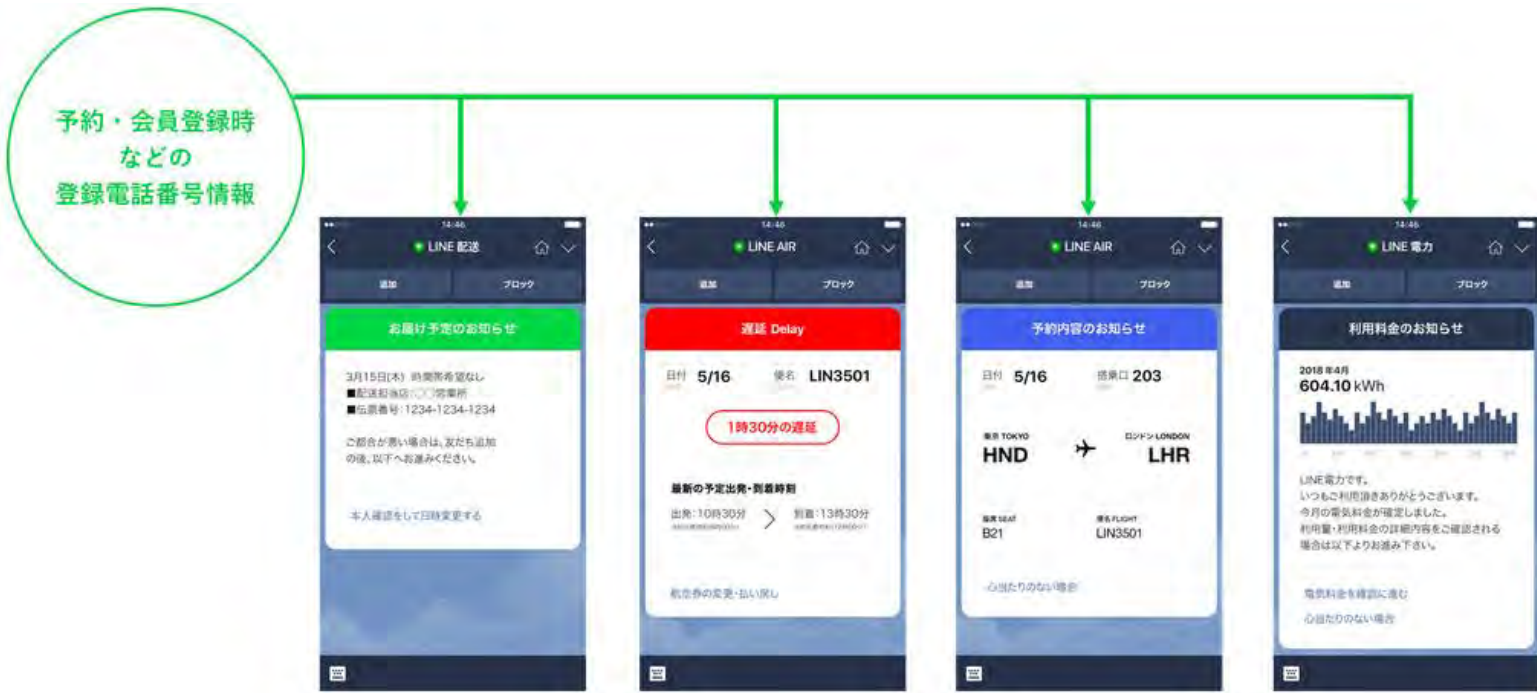 予約・会員登録時
などの
登録電話番号情報
14:46
LINE 配送
追加
ブロック
お届け予定のお知らせ
3月15日(木) 時間帯希望なし
■配送担当店:〇〇営業所
■伝票番号:1234-1234-1234
ご都合が悪い場合は、友だち追加
の後、以下へお進みください。
本人確認をして日時変更する
14:46
LINE AIR
追加
ブロック
遅延 Delay
日付 5/16
便名 LIN3501
1時30分の遅延
最新の予定出発・到着時刻
出発:10時30分
到着:13時30分
航空券の変更・払い戻し
14:46
LINE AIR
追加
ブロック
予約内容のお知らせ
日付 5/16
搭乗口 203
東京 TOKYO
ロンドン LONDON
HND
LHR
座席 SEAT
便名 FLIGHT
B21
LIN3501
心当たりのない場合
14:46
LINE 電力
追加
ブロック
利用料金のお知らせ
2018年4月
604.10 kWh
LINE電力です。
いつもご利用頂きありがとうございます。
今月の電気料金が確定しました。
利用量・利用料金の詳細内容をご確認される
場合は以下よりお進み下さい。
電気料金を確認に進む
心当たりのない場合